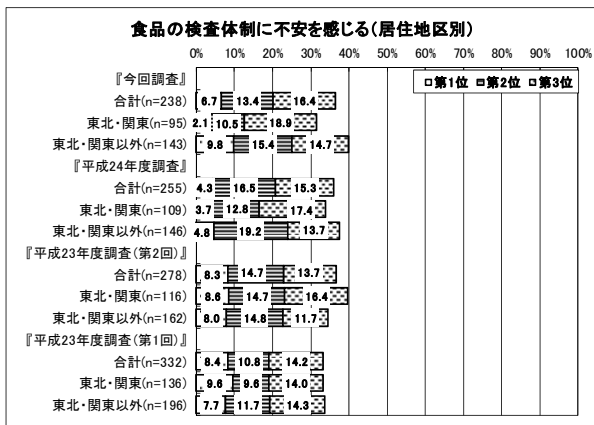 食品の検査体制に不安を感じる(居住地区別)
0% 10% 20% 30% 40% 50% 60% 70% 80% 90% 100%
『今回調査』
□第1位 第2位 第3位
合計(n=238) 6.7 13.4 16.4
東北・関東(n=95) 2.1 10.5 18.9
東北・関東以外(n=143) 9.8 15.4 14.7
『平成24年度調査』
合計(n=255) 4.3 16.5 15.3
東北・関東(n=109) 3.7 12.8 17.4
東北・関東以外(n=146) 4.8 19.2 13.7
『平成23年度調査(第2回)』
合計(n=278) 8.3 14.7 13.7
東北・関東(n=116) 8.6 14.7 16.4
東北・関東以外(n=162) 8.0 14.8 11.7
『平成23年度調査(第1回)』
合計(n=332) 8.4 10.8 14.2
東北・関東(n=136) 9.6 9.6 14.0
東北・関東以外(n=196) 7.7 11.7 14.3